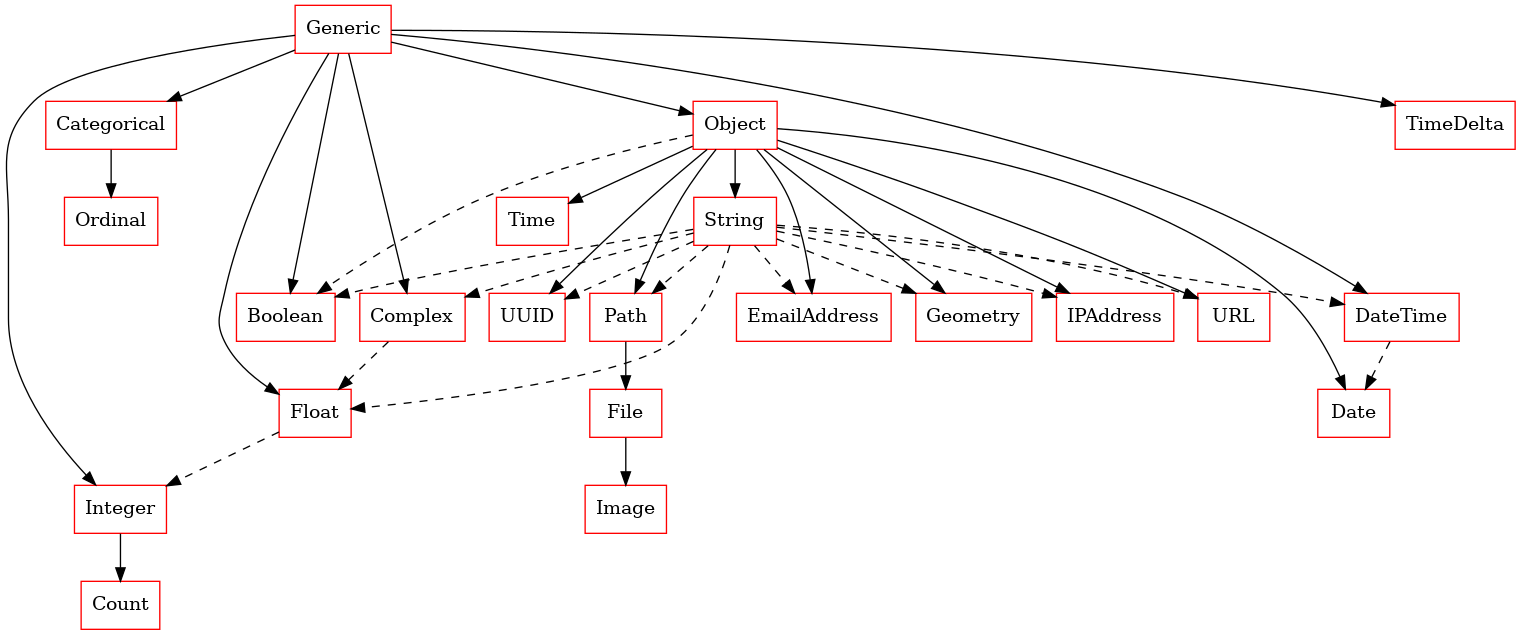 Generic
Categorical
Object
TimeDelta
Ordinal
Time
String
Boolean
Complex
UUID
Path
EmailAddress
Geometry
IPAddress
URL
DateTime
Float
File
Date
Integer
Image
Count